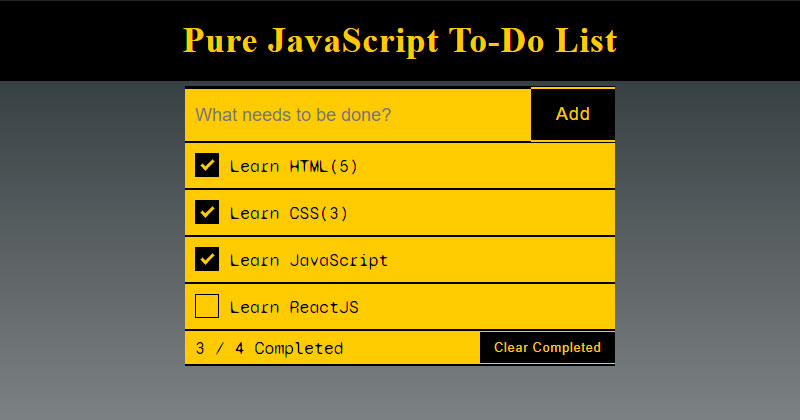 Pure JavaScript To-Do List
What needs to be done?
Add
Learn HTML(5)
Learn CSS(3)
Learn JavaScript
Learn ReactJS
3 / 4 Completed
Clear Completed